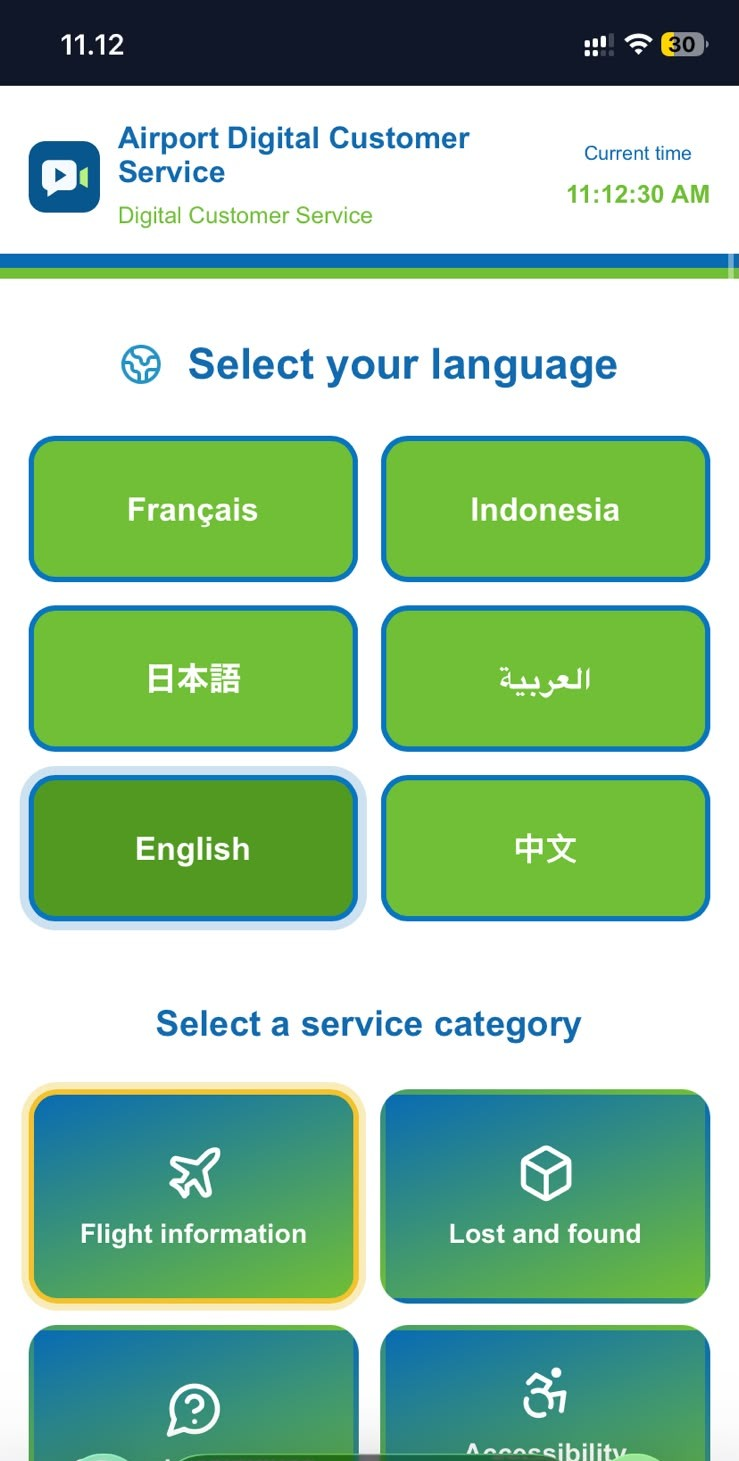 11.12
30
Airport Digital Customer
Service
Digital Customer Service
Current time
11:12:30 AM
Select your language
Français
Indonesia
日本語
العربية
English
中文
Select a service category
Flight information
Lost and found
Accessibility